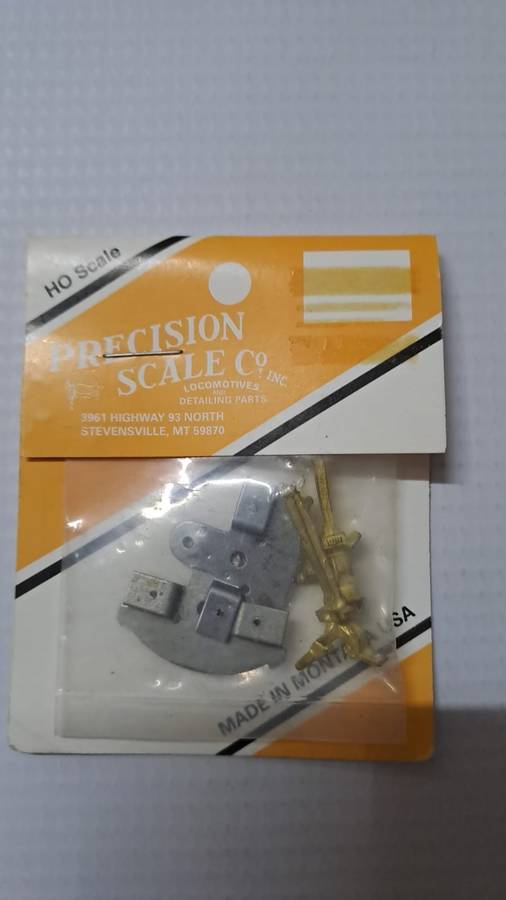 HO Scale
PRECISION
SCALE Co. INC.
LOCOMOTIVES
AND
DETAILING PARTS
3961 HIGHWAY 93 NORTH
STEVENSVILLE, MT 59870
MADE IN MONTANA USA